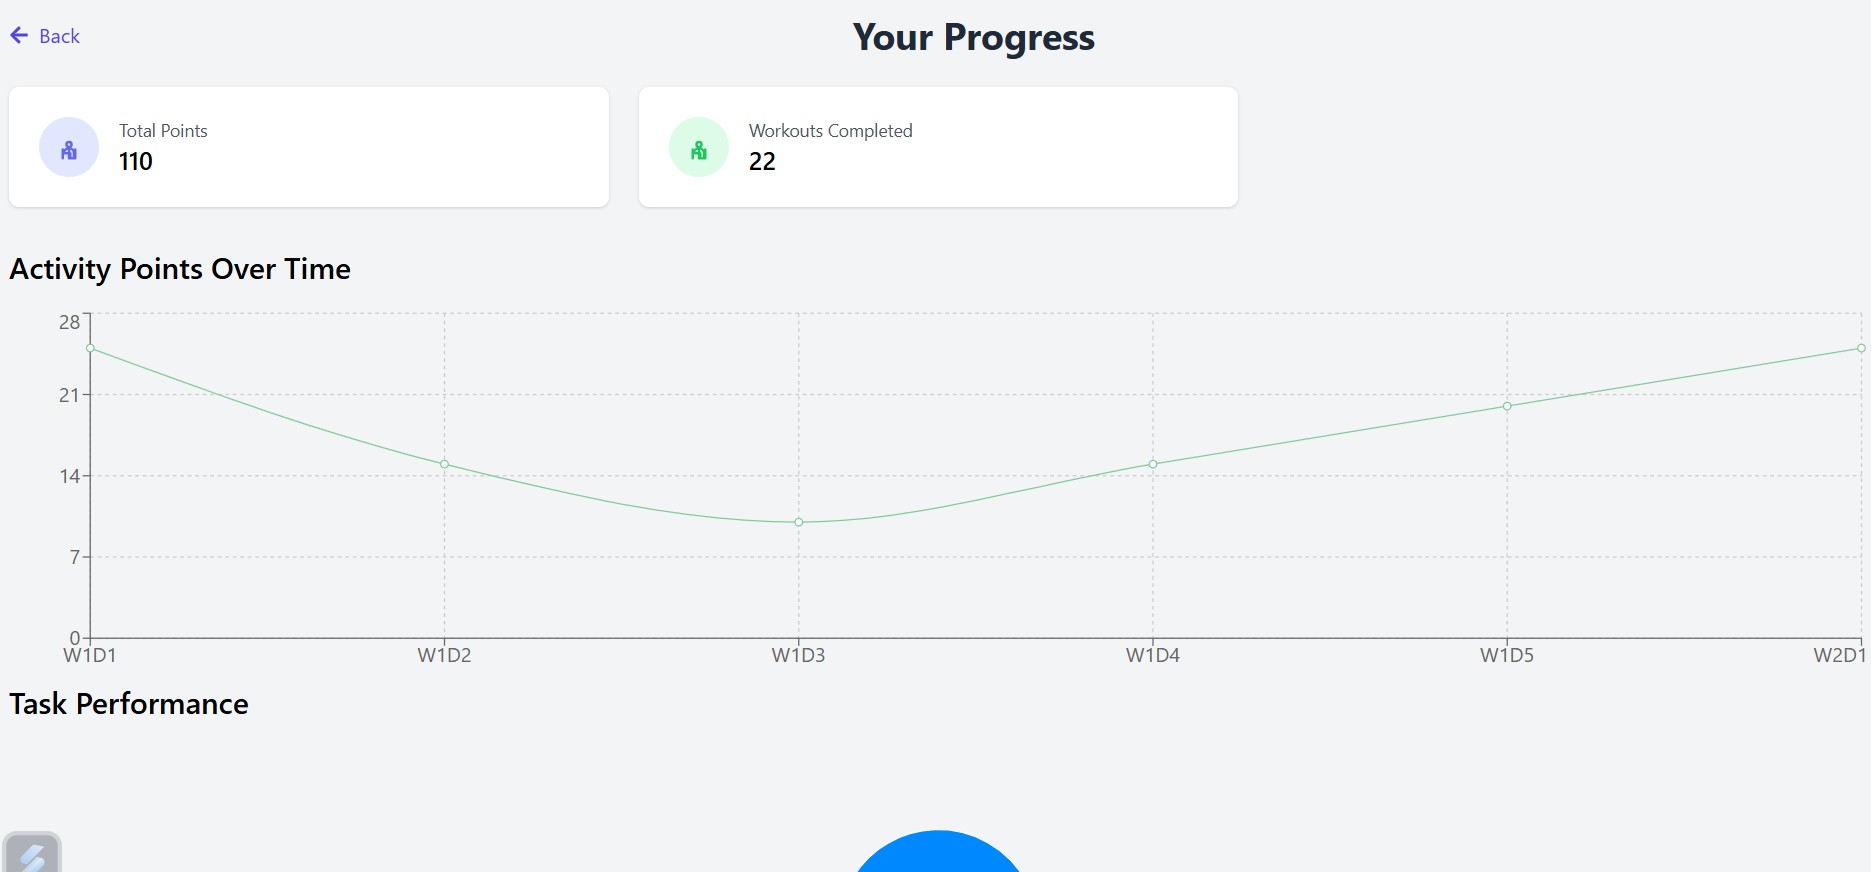 Back
Your Progress
Total Points
110
Workouts Completed
22
Activity Points Over Time
28
21
14
7
0
W1D1 W1D2 W1D3 W1D4 W1D5 W2D1
Task Performance